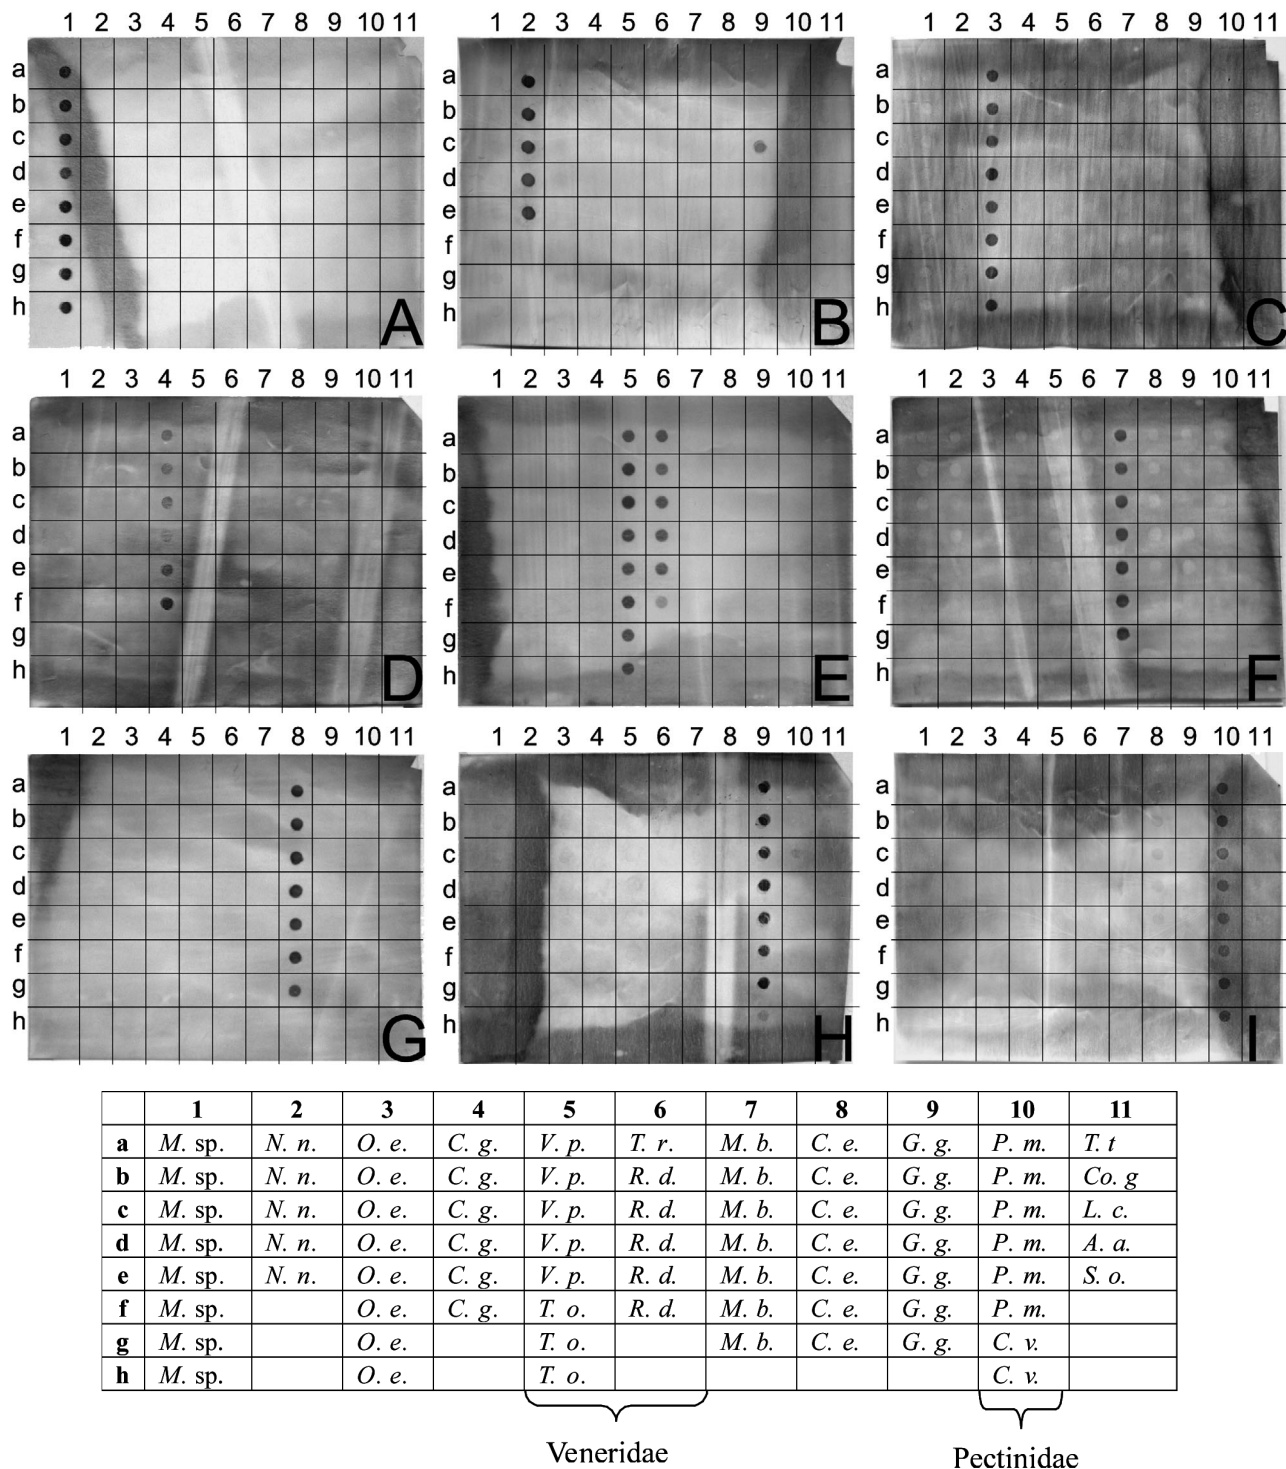 1 2 3 4 5 6 7 8 9 10 11
1 2 3 4 5 6 7 8 9 10 11
1 2 3 4 5 6 7 8 9 10 11
a
b
c
d
e
f
g
h
A
a
b
c
d
e
f
g
h
B
a
b
c
d
e
f
g
h
C
1 2 3 4 5 6 7 8 9 10 11
1 2 3 4 5 6 7 8 9 10 11
1 2 3 4 5 6 7 8 9 10 11
a
b
c
d
e
f
g
h
D
a
b
c
d
e
f
g
h
E
a
b
c
d
e
f
g
h
F
1 2 3 4 5 6 7 8 9 10 11
1 2 3 4 5 6 7 8 9 10 11
1 2 3 4 5 6 7 8 9 10 11
a
b
c
d
e
f
g
h
G
a
b
c
d
e
f
g
h
H
a
b
c
d
e
f
g
h
I
1 2 3 4 5 6 7 8 9 10 11
a M. sp. N. n. O. e. C. g. V. p. T. r. M. b. C. e. G. g. P. m. T. t
b M. sp. N. n. O. e. C. g. V. p. R. d. M. b. C. e. G. g. P. m. Co. g
c M. sp. N. n. O. e. C. g. V. p. R. d. M. b. C. e. G. g. P. m. L. c.
d M. sp. N. n. O. e. C. g. V. p. R. d. M. b. C. e. G. g. P. m. A. a.
e M. sp. N. n. O. e. C. g. V. p. R. d. M. b. C. e. G. g. P. m. S. o.
f M. sp. O. e. C. g. T. o. R. d. M. b. C. e. G. g. P. m.
g M. sp. O. e. T. o. M. b. C. e. G. g. C. v.
h M. sp. O. e. T. o. C. v.
Veneridae Pectinidae